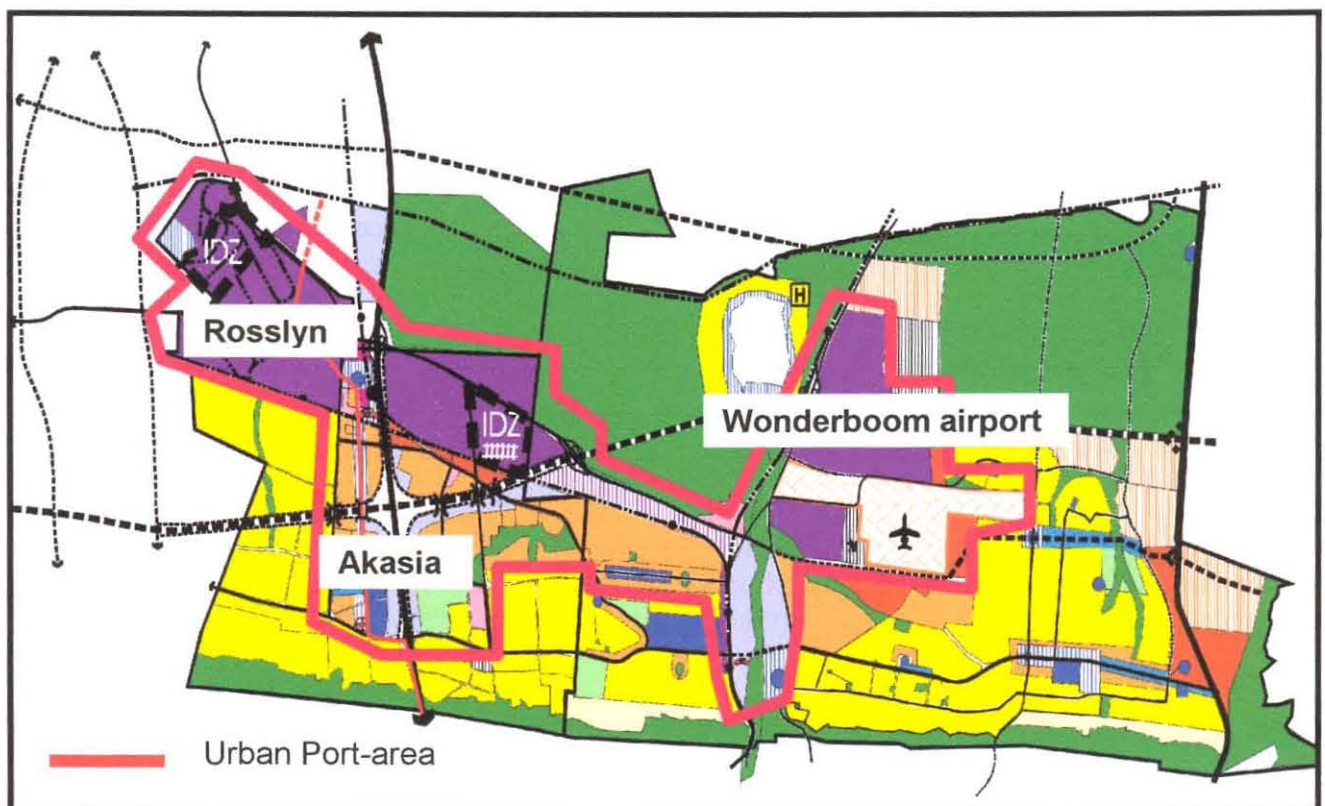 IDZ
H
Rosslyn
Wonderboom airport
IDZ
Akasia
Urban Port-area